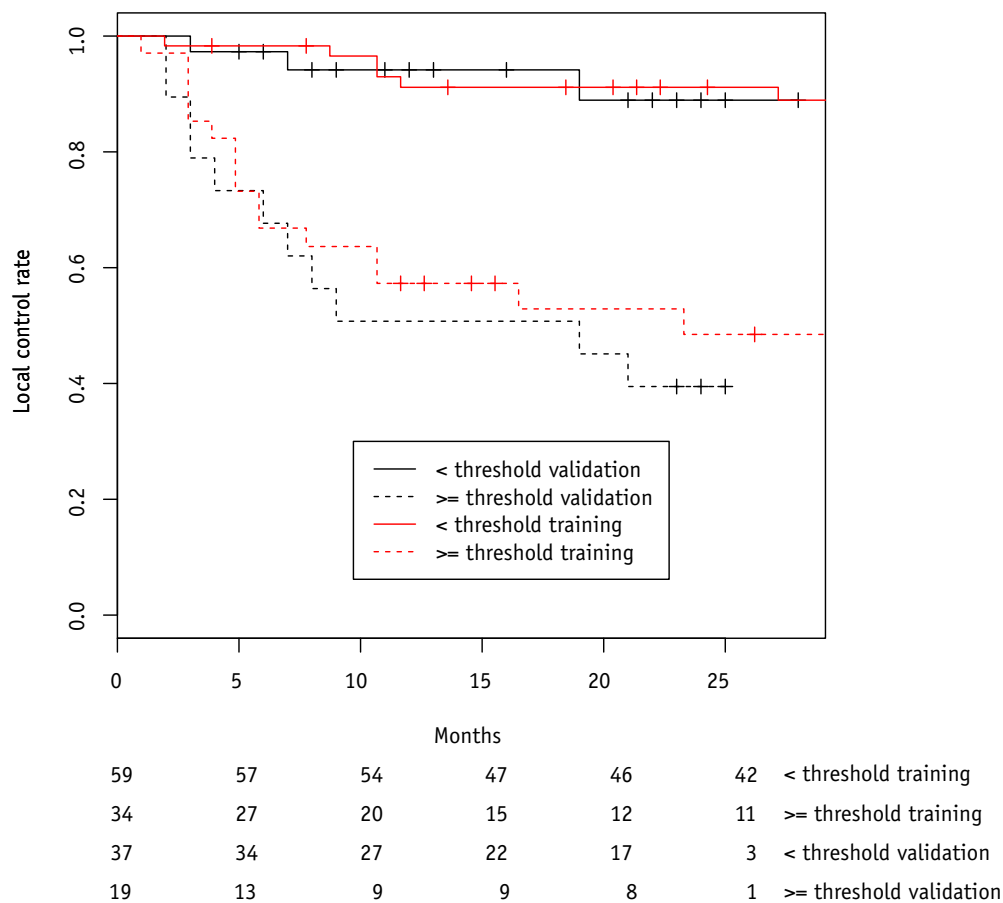 1.0
0.8
0.6
0.4
0.2
0.0
Local control rate
< threshold validation
>= threshold validation
< threshold training
>= threshold training
0 5 10 15 20 25
Months
59 57 54 47 46 42 < threshold training
34 27 20 15 12 11 >= threshold training
37 34 27 22 17 3 < threshold validation
19 13 9 9 8 1 >= threshold validation